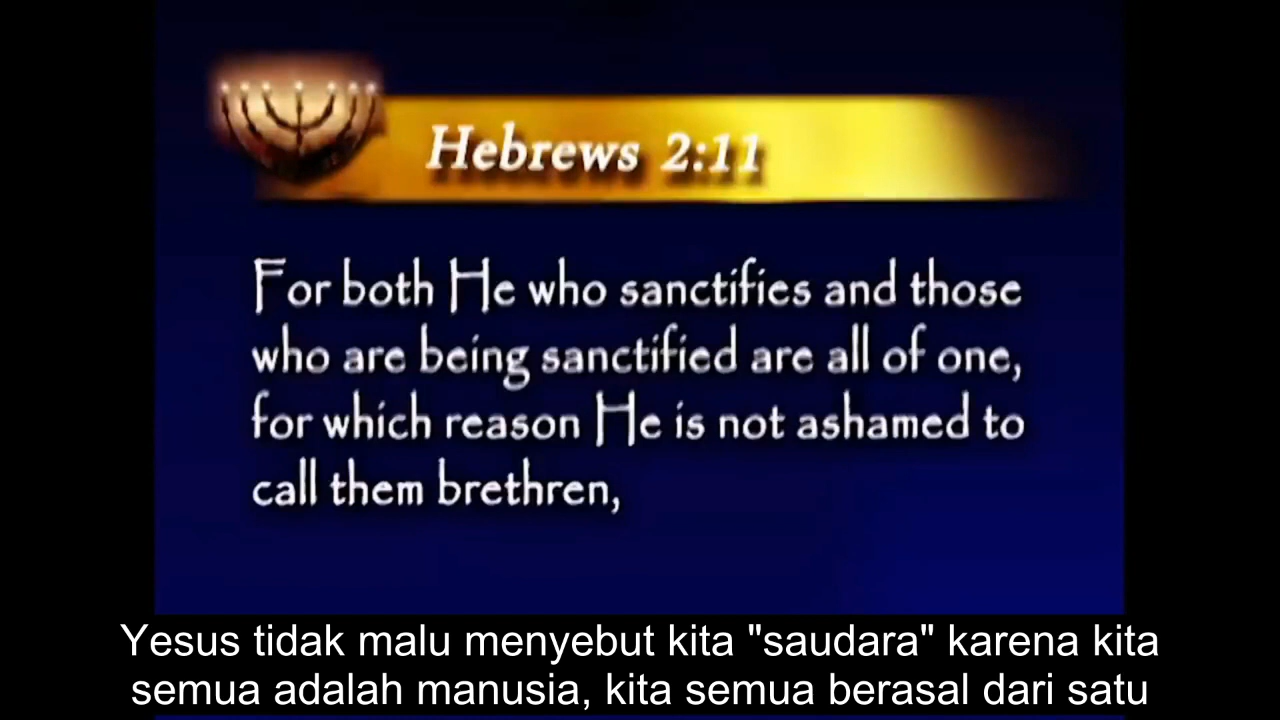 Hebrews 2:11
For both He who sanctifies and those
who are being sanctified are all of one,
for which reason He is not ashamed to
call them brethren,
Yesus tidak malu menyebut kita "saudara" karena kita
semua adalah manusia, kita semua berasal dari satu